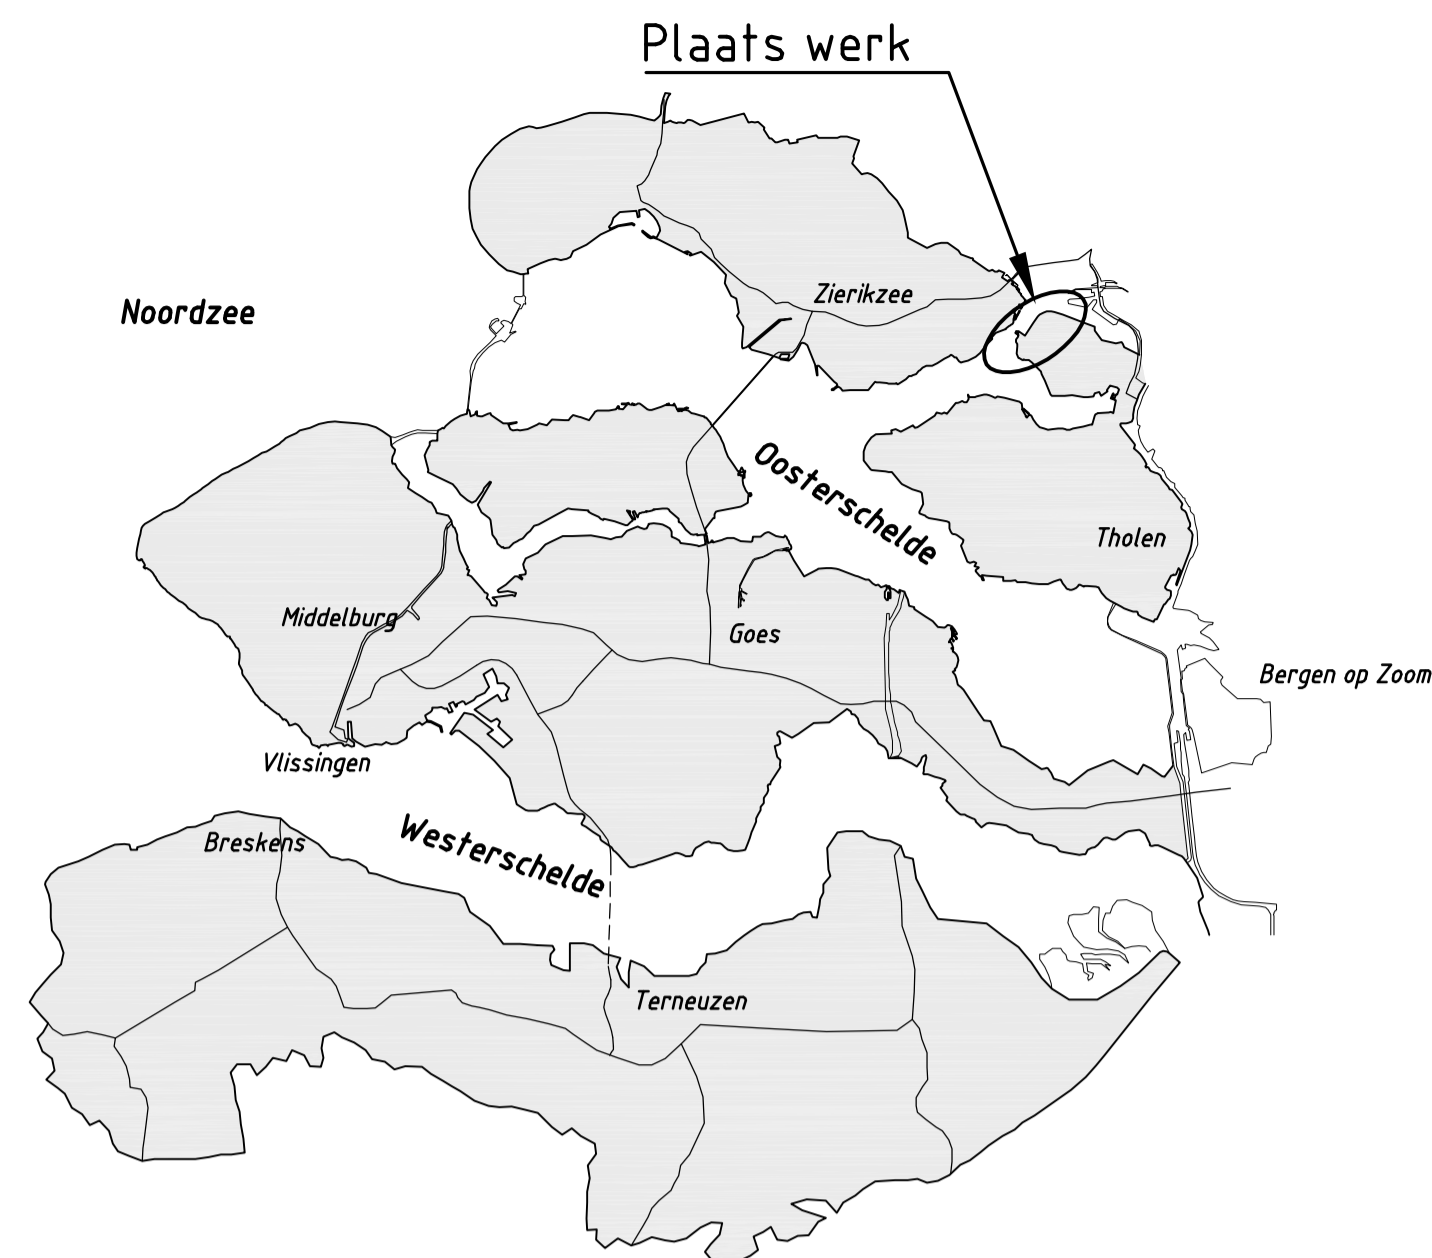 Plaats werk
Zierikzee
Noordzee
Oosterschelde
Tholen
Middelburg
Goes
Bergen op Zoom
Vlissingen
Breskens
Westerschelde
Terneuzen